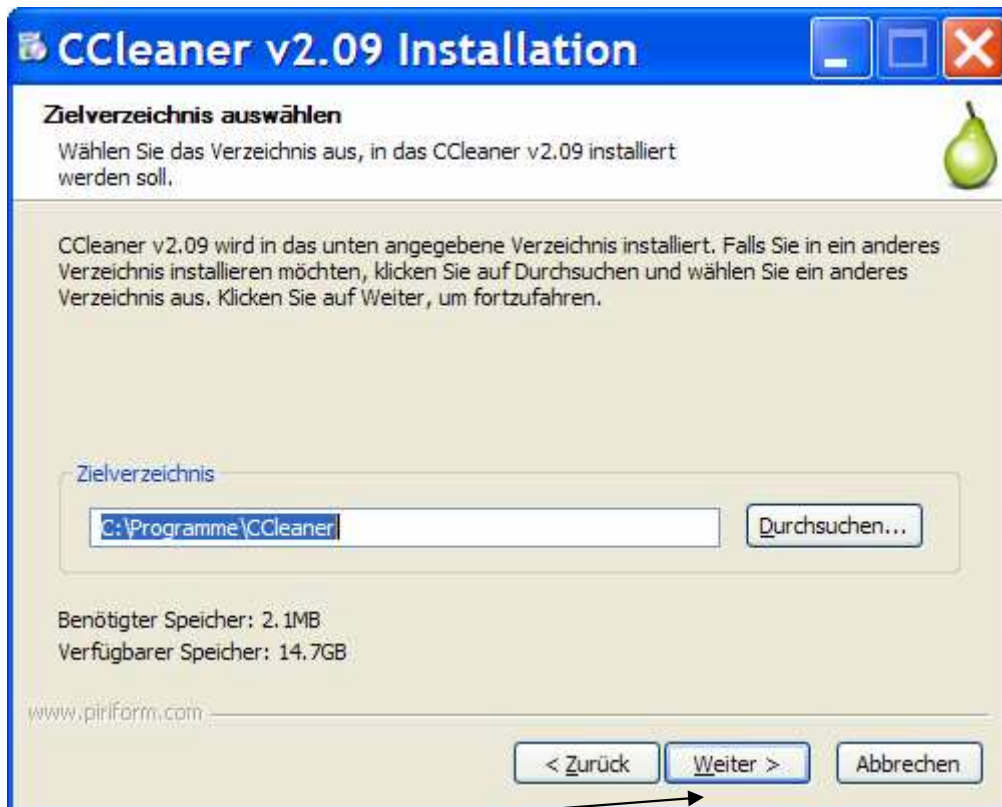 CCleaner v2.09 Installation
Zielverzeichnis auswählen
Wählen Sie das Verzeichnis aus, in das CCleaner v2.09 installiert
werden soll.
CCleaner v2.09 wird in das unten angegebene Verzeichnis installiert. Falls Sie in ein anderes
Verzeichnis installieren möchten, klicken Sie auf Durchsuchen und wählen Sie ein anderes
Verzeichnis aus. Klicken Sie auf Weiter, um fortzufahren.
Zielverzeichnis
C:\Programme\CCleaner
Durchsuchen...
Benötigter Speicher: 2.1MB
Verfügbarer Speicher: 14.7GB
www.piriform.com
< Zurück
Weiter >
Abbrechen